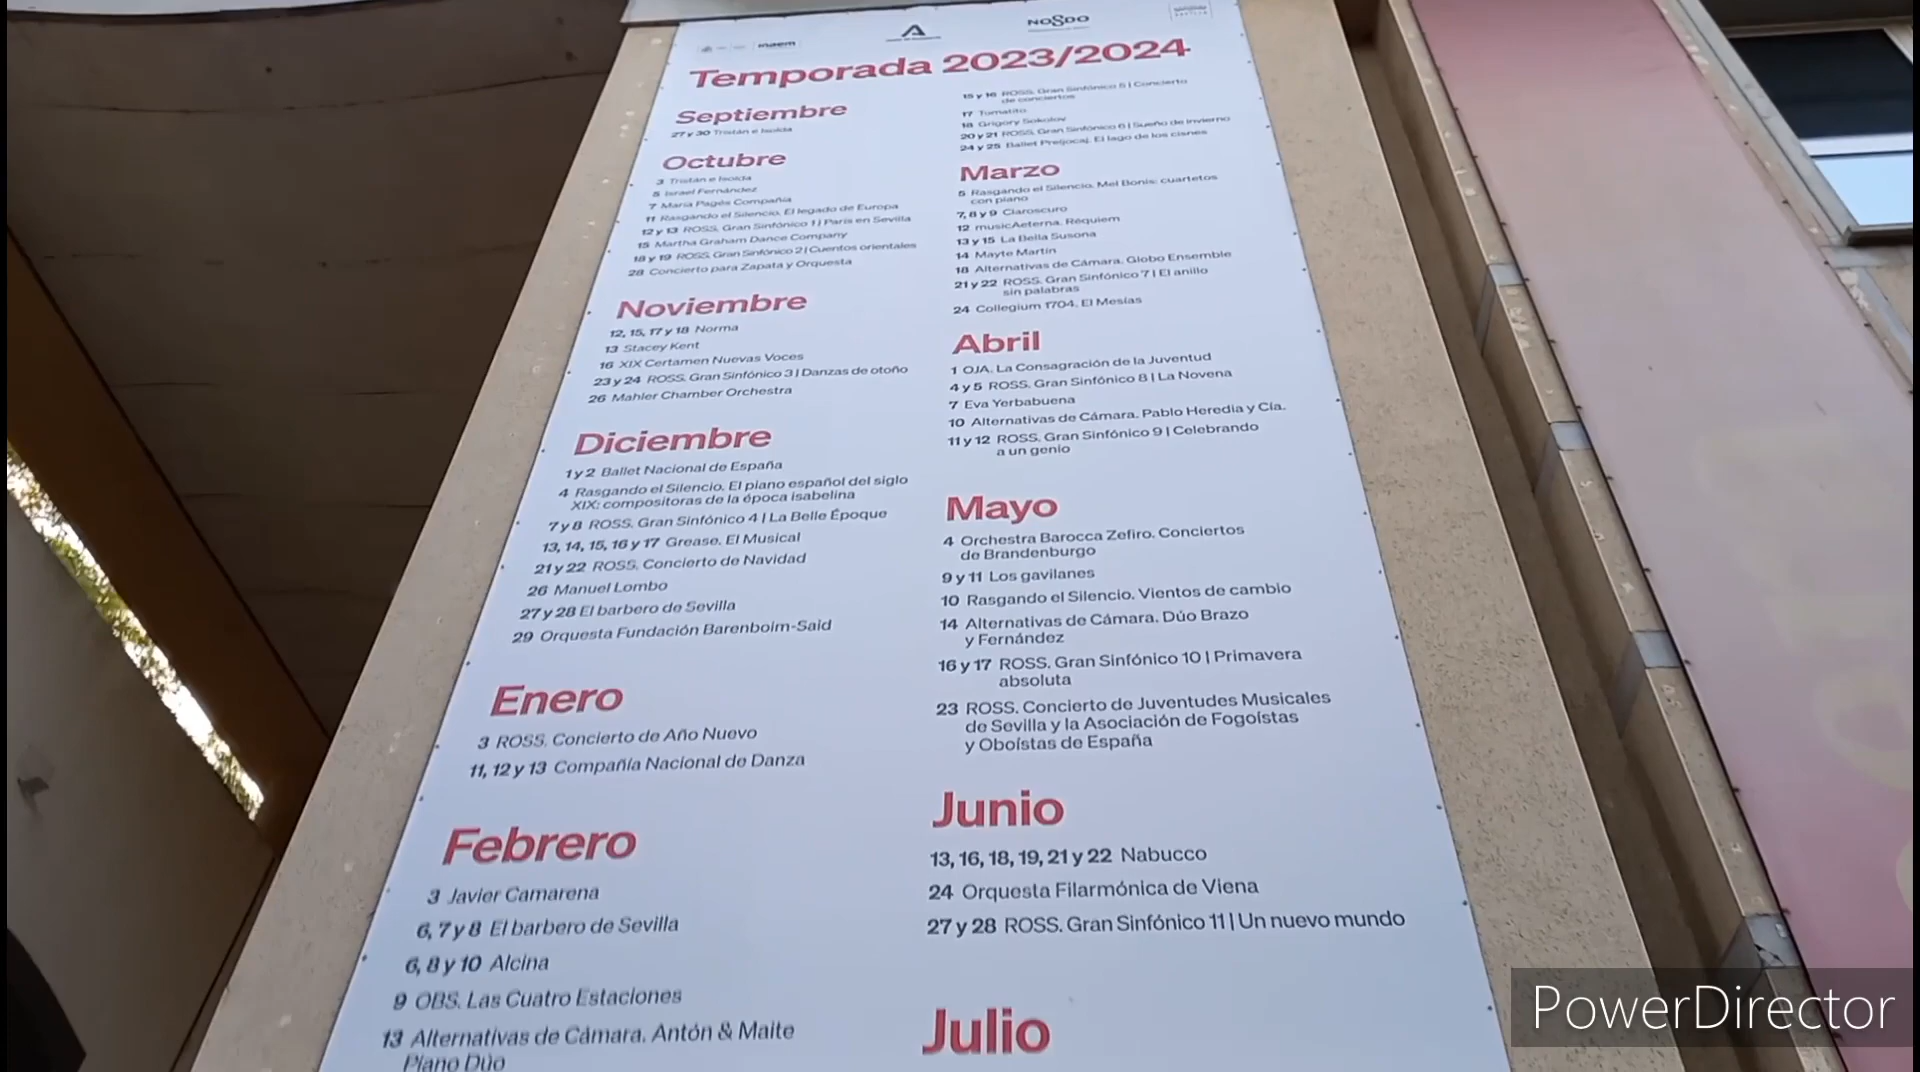 inaem
NO8DO
Temporada 2023/2024
Septiembre
27 y 30 Tristán e Isolda
Octubre
3 Tristán e Isolda
5 Israel Fernández
7 María Pagés Compañía
11 Rasgando el Silencio. El legado de Europa
12 y 13 ROSS. Gran Sinfónico 1 | París en Sevilla
15 Martha Graham Dance Company
18 y 19 ROSS. Gran Sinfónico 2 | Cuentos orientales
28 Concierto para Zapata y Orquesta
Noviembre
12, 15, 17 y 18 Norma
13 Stacey Kent
16 XIX Certamen Nuevas Voces
23 y 24 ROSS. Gran Sinfónico 3 | Danzas de otoño
26 Mahler Chamber Orchestra
Diciembre
1 y 2 Ballet Nacional de España
4 Rasgando el Silencio. El piano español del siglo
XIX: compositoras de la época isabelina
7 y 8 ROSS. Gran Sinfónico 4 | La Belle Époque
13, 14, 15, 16 y 17 Grease. El Musical
21 y 22 ROSS. Concierto de Navidad
26 Manuel Lombo
27 y 28 El barbero de Sevilla
29 Orquesta Fundación Barenboim-Said
Enero
3 ROSS. Concierto de Año Nuevo
11, 12 y 13 Compañía Nacional de Danza
Febrero
3 Javier Camarena
6, 7 y 8 El barbero de Sevilla
6, 8 y 10 Alcina
9 OBS. Las Cuatro Estaciones
13 Alternativas de Cámara. Antón & Maite
Piano Dúo
15 y 16 ROSS. Gran Sinfónico 5 | Concierto
de conciertos
17 Tomatito
18 Grigory Sokolov
20 y 21 ROSS. Gran Sinfónico 6 | Sueño de invierno
24 y 25 Ballet Preljocaj. El lago de los cisnes
Marzo
5 Rasgando el Silencio. Mel Bonis: cuartetos
con piano
7, 8 y 9 Claroscuro
12 musicAeterna. Réquiem
13 y 15 La Bella Susona
14 Mayte Martín
18 Alternativas de Cámara. Globo Ensemble
21 y 22 ROSS. Gran Sinfónico 7 | El anillo
sin palabras
24 Collegium 1704. El Mesías
Abril
1 OJA. La Consagración de la Juventud
4 y 5 ROSS. Gran Sinfónico 8 | La Novena
7 Eva Yerbabuena
10 Alternativas de Cámara. Pablo Heredia y Cía.
11 y 12 ROSS. Gran Sinfónico 9 | Celebrando
a un genio
Mayo
4 Orchestra Barocca Zefiro. Conciertos
de Brandenburgo
9 y 11 Los gavilanes
10 Rasgando el Silencio. Vientos de cambio
14 Alternativas de Cámara. Dúo Brazo
y Fernández
16 y 17 ROSS. Gran Sinfónico 10 | Primavera
absoluta
23 ROSS. Concierto de Juventudes Musicales
de Sevilla y la Asociación de Fogoístas
y Oboístas de España
Junio
13, 16, 18, 19, 21 y 22 Nabucco
24 Orquesta Filarmónica de Viena
27 y 28 ROSS. Gran Sinfónico 11 | Un nuevo mundo
Julio
PowerDirector